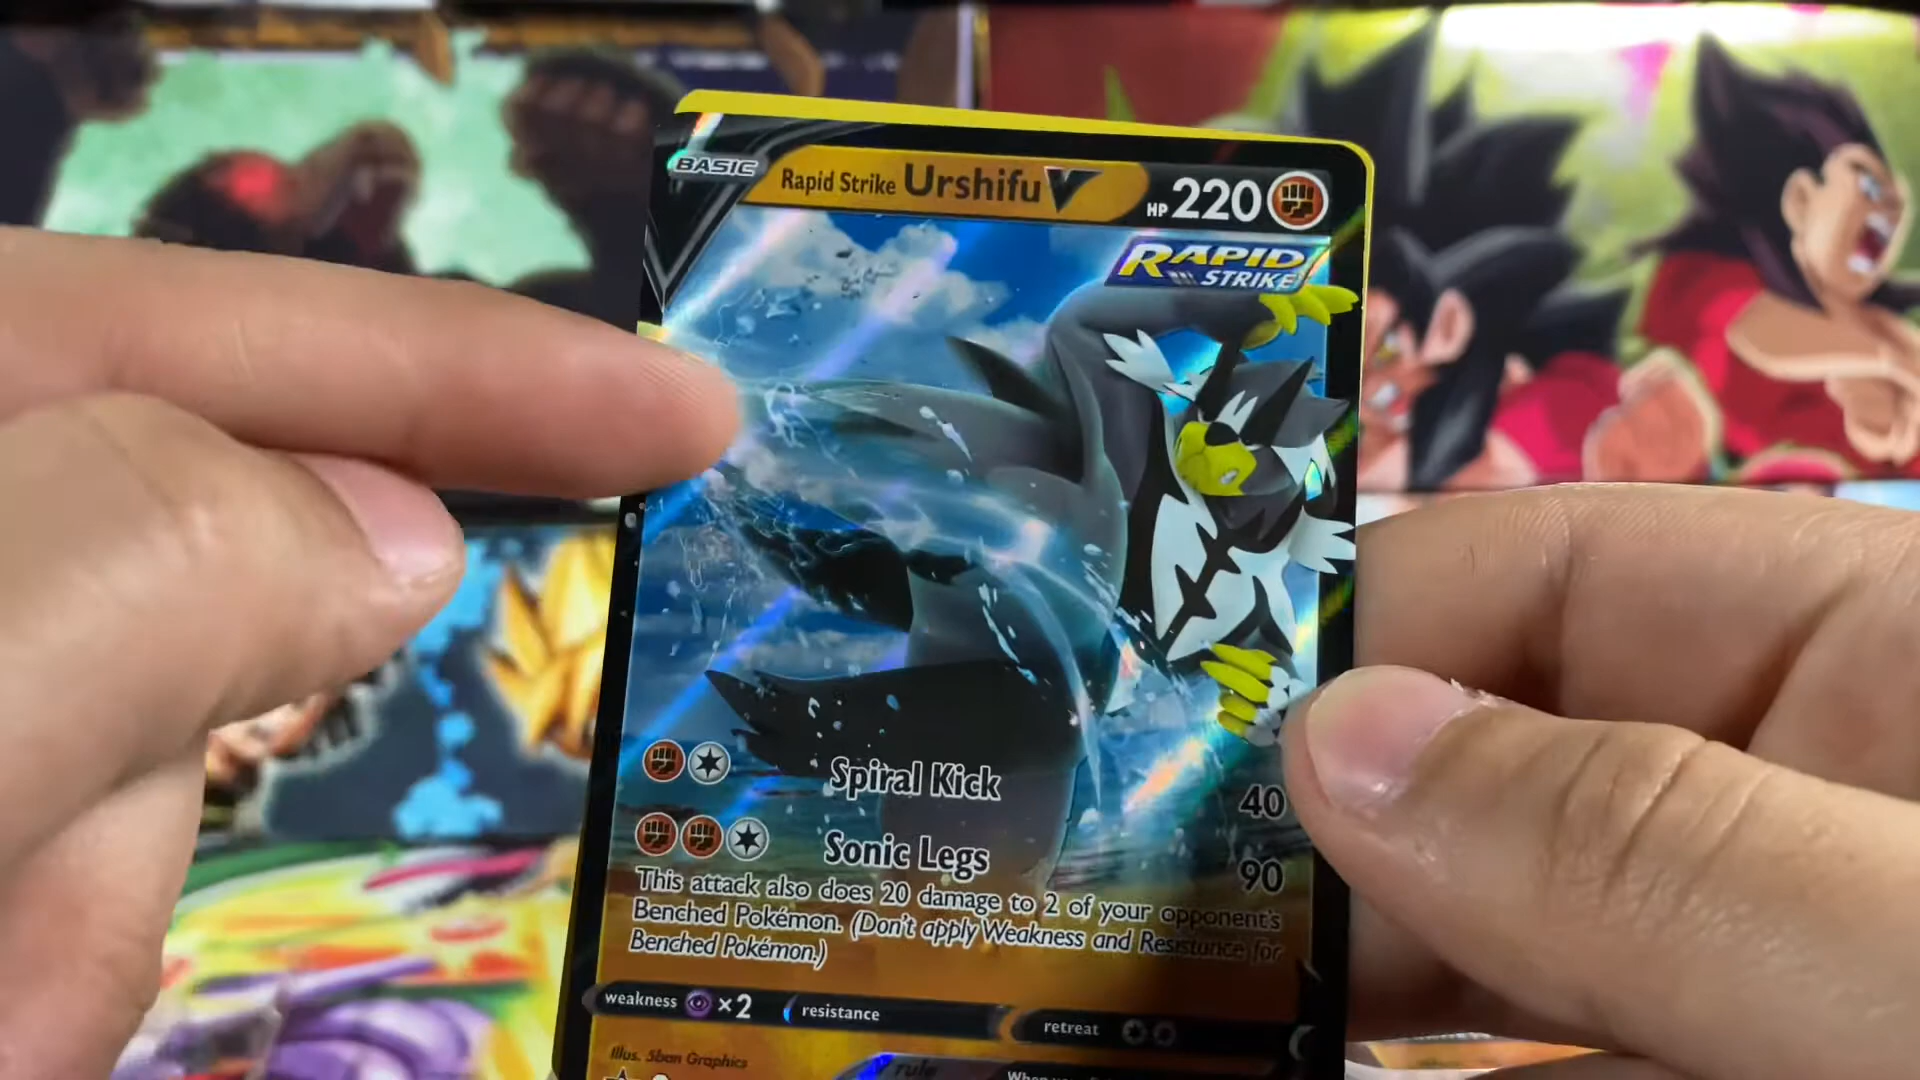 BASIC
Rapid Strike Urshifu V
HP 220
RAPID
STRIKE
Spiral Kick 40
Sonic Legs 90
This attack also does 20 damage to 2 of your opponent's
Benched Pokémon. (Don't apply Weakness and Resistance for
Benched Pokémon.)
weakness ×2 resistance retreat
Illus. 5ban Graphics
V rule
When